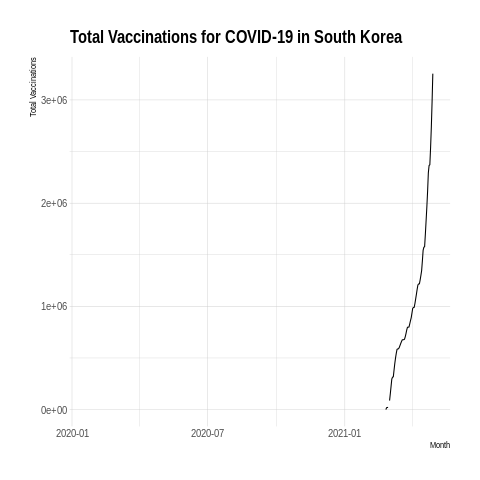 Total Vaccinations for COVID-19 in South Korea
Total Vaccinations
3e+06
2e+06
1e+06
0e+00
2020-01
2020-07
2021-01
Month